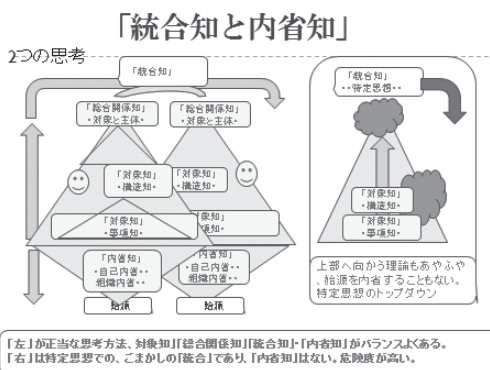 「統合知と内省知」
2つの思考
「統合知」
「統合知」
・・特定思想・・
「総合関係知」
・対象と主体・
「総合関係知」
・対象と主体・
「対象知」
・構造知・
「対象知」
・構造知・
「対象知」
・構造知・
「対象知」
・要項知・
対象知」
要項知・
「対象知」
・要項知・
「内省知」
・自己内省・・
組織内省・・
内省知」
・自己内省・・
組織内省・・
始源
始源
上部へ向かう理論もあやふや
、始源を内省することもない。
特定思想のトップダウン
「左」が正当な思考方法、対象知」「総合関係知」「統合知」・「内省知」がバランスよくある。
「右」は特定思想での、ごまかしの「統合」であり、「内省知」はない。危険度が高い。